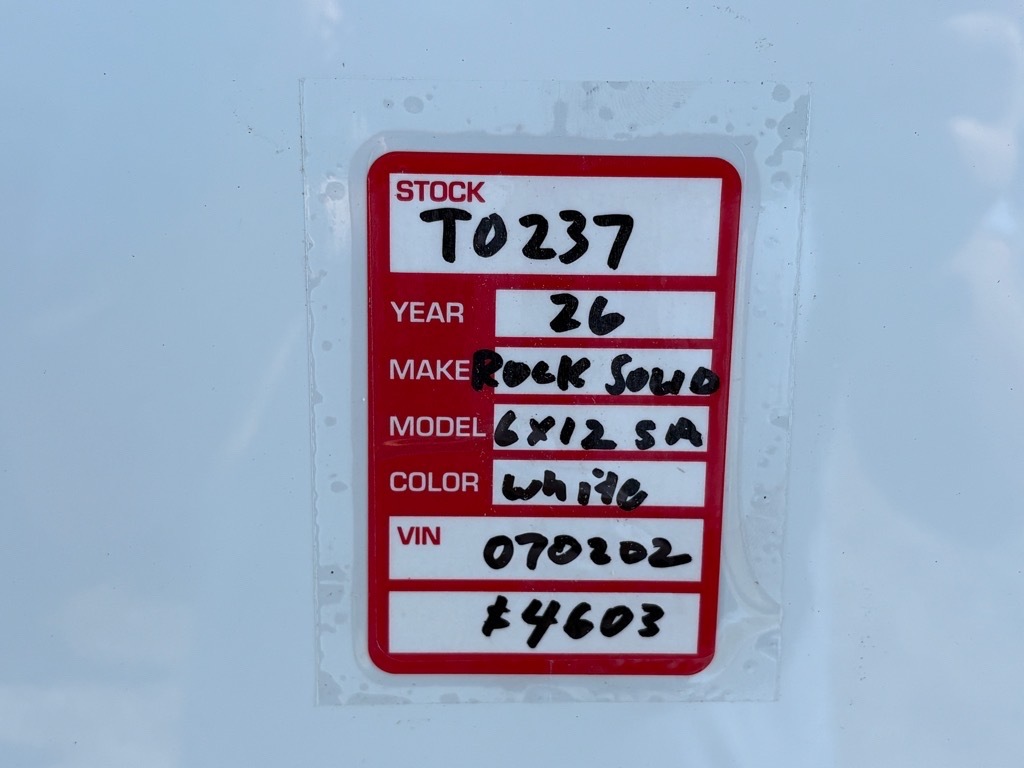 STOCK
T0237
YEAR 26
MAKE Rock Solid
MODEL 6X12 SA
COLOR white
VIN 070202
$4603